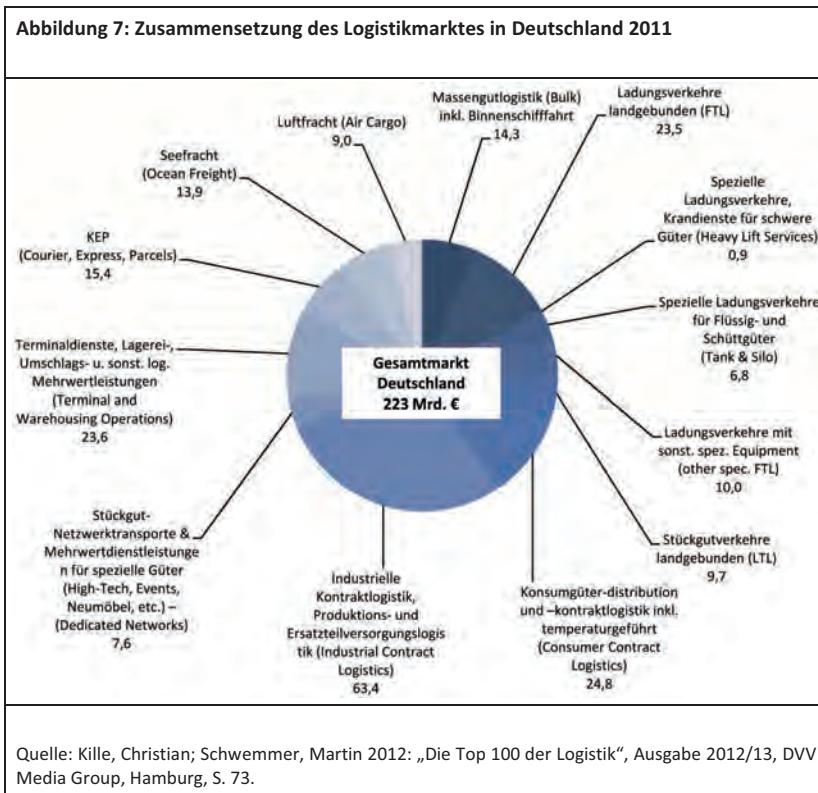 Abbildung 7: Zusammensetzung des Logistikmarktes in Deutschland 2011
Massengutlogistik (Bulk)
inkl. Binnenschifffahrt
14,3
Ladungsverkehre
landgebunden (FTL)
23,5
Spezielle
Ladungsverkehre,
Krandienste für schwere
Güter (Heavy Lift Services)
0,9
Spezielle Ladungsverkehre
für Flüssig- und
Schüttgüter
(Tank & Silo)
6,8
Ladungsverkehre mit
sonst. spez. Equipment
(other spec. FTL)
10,0
Stückgutverkehre
landgebunden (LTL)
9,7
Konsumgüter-distribution
und –kontraktlogistik inkl.
temperaturgeführt
(Consumer Contract
Logistics)
24,8
Industrielle
Kontraktlogistik,
Produktions- und
Ersatzteilversorgungslogis
tik (Industrial Contract
Logistics)
63,4
Stückgut-
Netzwerktransporte &
Mehrwertdienstleistunge
n für spezielle Güter
(High-Tech, Events,
Neumöbel, etc.) –
(Dedicated Networks)
7,6
Terminaldienste, Lagerei-,
Umschlags- u. sonst. log.
Mehrwertleistungen
(Terminal and
Warehousing Operations)
23,6
KEP
(Courier, Express, Parcels)
15,4
Seefracht
(Ocean Freight)
13,9
Luftfracht (Air Cargo)
9,0
Gesamtmarkt
Deutschland
223 Mrd. €
Quelle: Kille, Christian; Schwemmer, Martin 2012: „Die Top 100 der Logistik“, Ausgabe 2012/13, DVV
Media Group, Hamburg, S. 73.